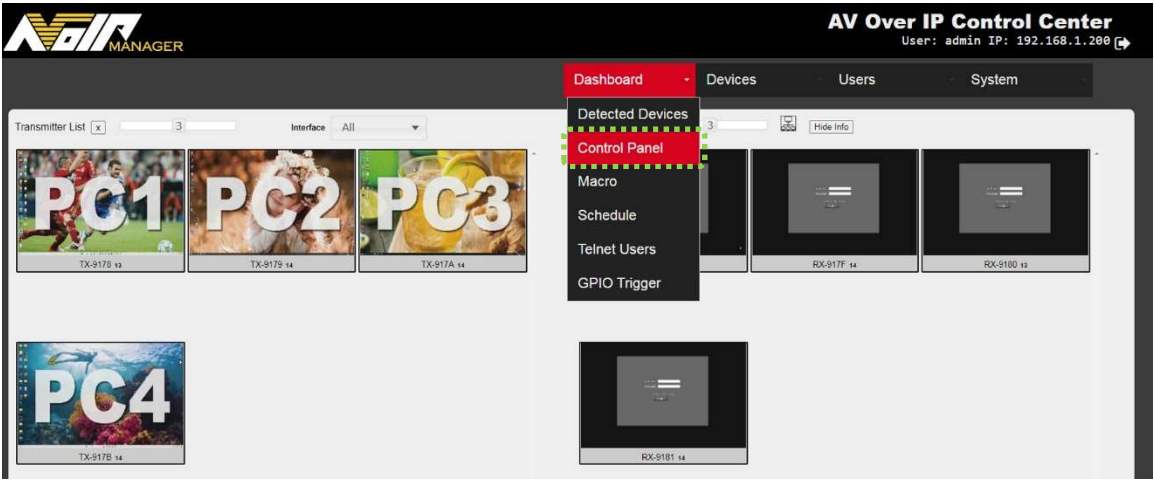 AVoIP MANAGER
AV Over IP Control Center
User: admin IP: 192.168.1.200
Dashboard Devices Users System
Transmitter List x 3 Interface All 3 Hide Info
Detected Devices
Control Panel
Macro
Schedule
Telnet Users
GPIO Trigger
PC1 PC2 PC3
TX-9178 13 TX-9179 14 TX-917A 14 RX-917F 14 RX-9180 13
PC4
TX-917B 14 RX-9181 14